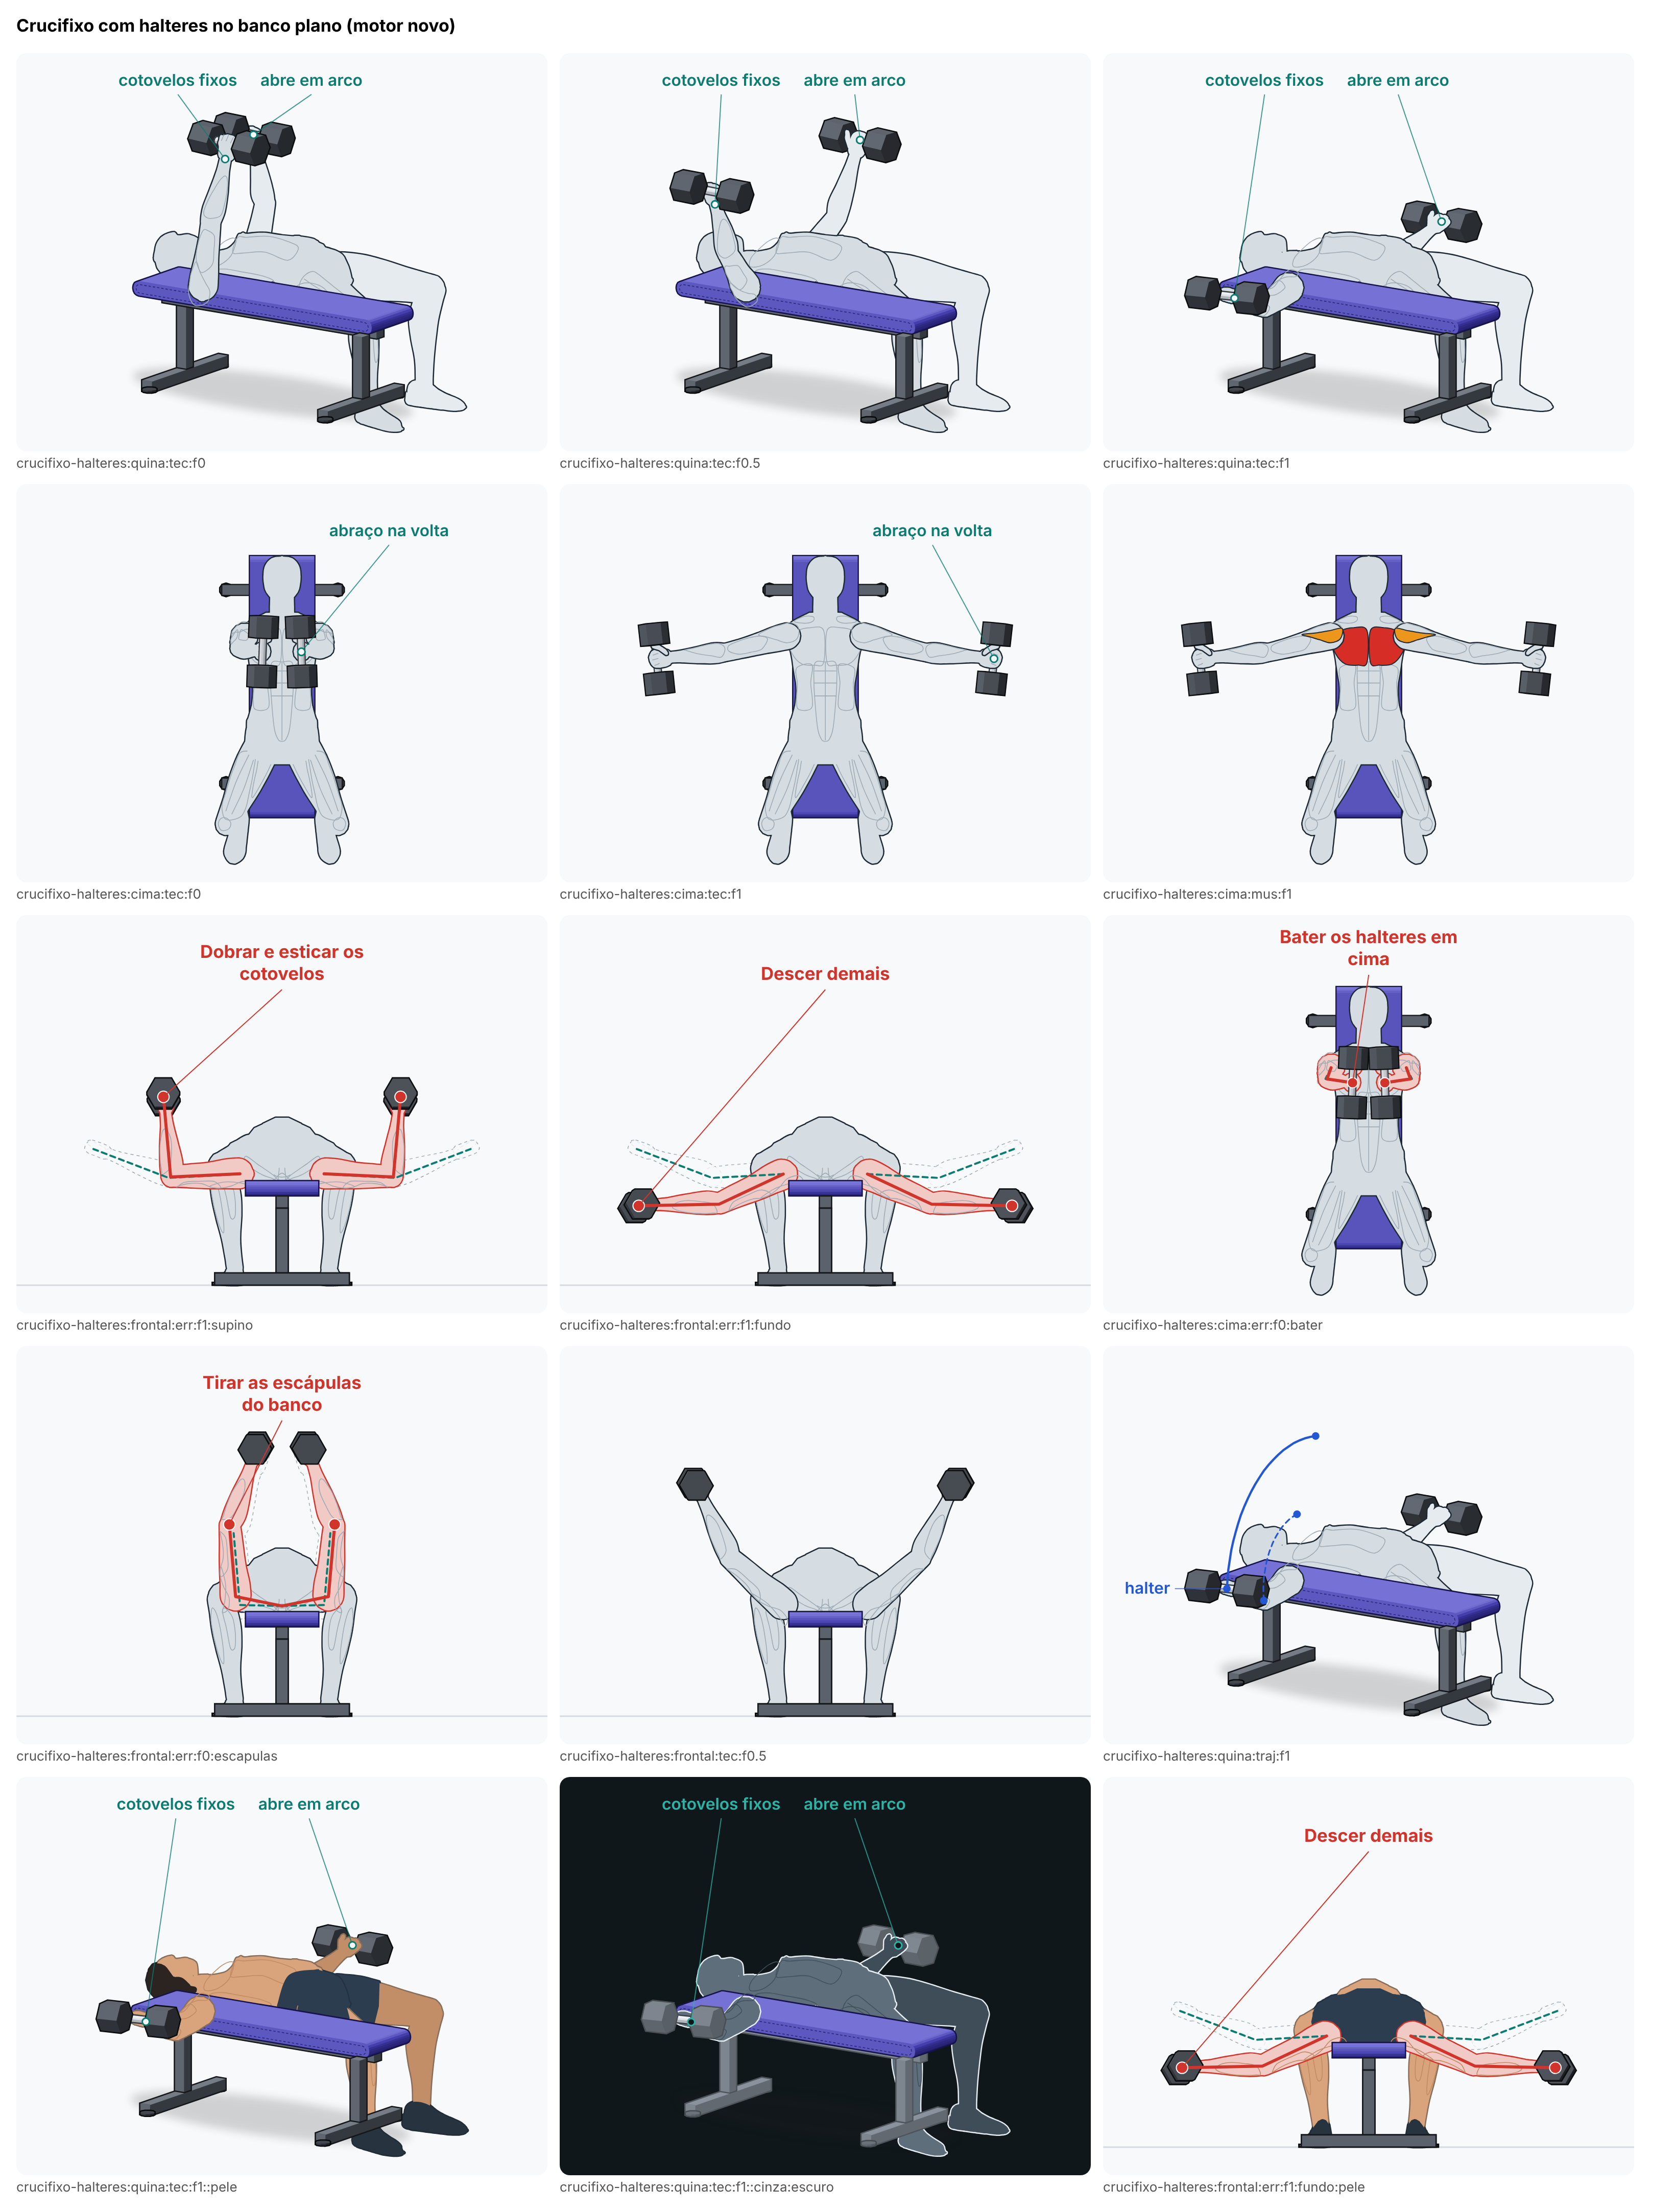 Crucifixo com halteres no banco plano (motor novo)
cotovelos fixos abre em arco
crucifixo-halteres:quina:tec:f0
cotovelos fixos abre em arco
crucifixo-halteres:quina:tec:f0.5
cotovelos fixos abre em arco
crucifixo-halteres:quina:tec:f1
abraço na volta
crucifixo-halteres:cima:tec:f0
abraço na volta
crucifixo-halteres:cima:tec:f1
crucifixo-halteres:cima:mus:f1
Dobrar e esticar os
cotovelos
crucifixo-halteres:frontal:err:f1:supino
Descer demais
crucifixo-halteres:frontal:err:f1:fundo
Bater os halteres em
cima
crucifixo-halteres:cima:err:f0:bater
Tirar as escápulas
do banco
crucifixo-halteres:frontal:err:f0:escapulas
crucifixo-halteres:frontal:tec:f0.5
halter
crucifixo-halteres:quina:traj:f1
cotovelos fixos abre em arco
crucifixo-halteres:quina:tec:f1::pele
cotovelos fixos abre em arco
crucifixo-halteres:quina:tec:f1::cinza:escuro
Descer demais
crucifixo-halteres:frontal:err:f1:fundo:pele